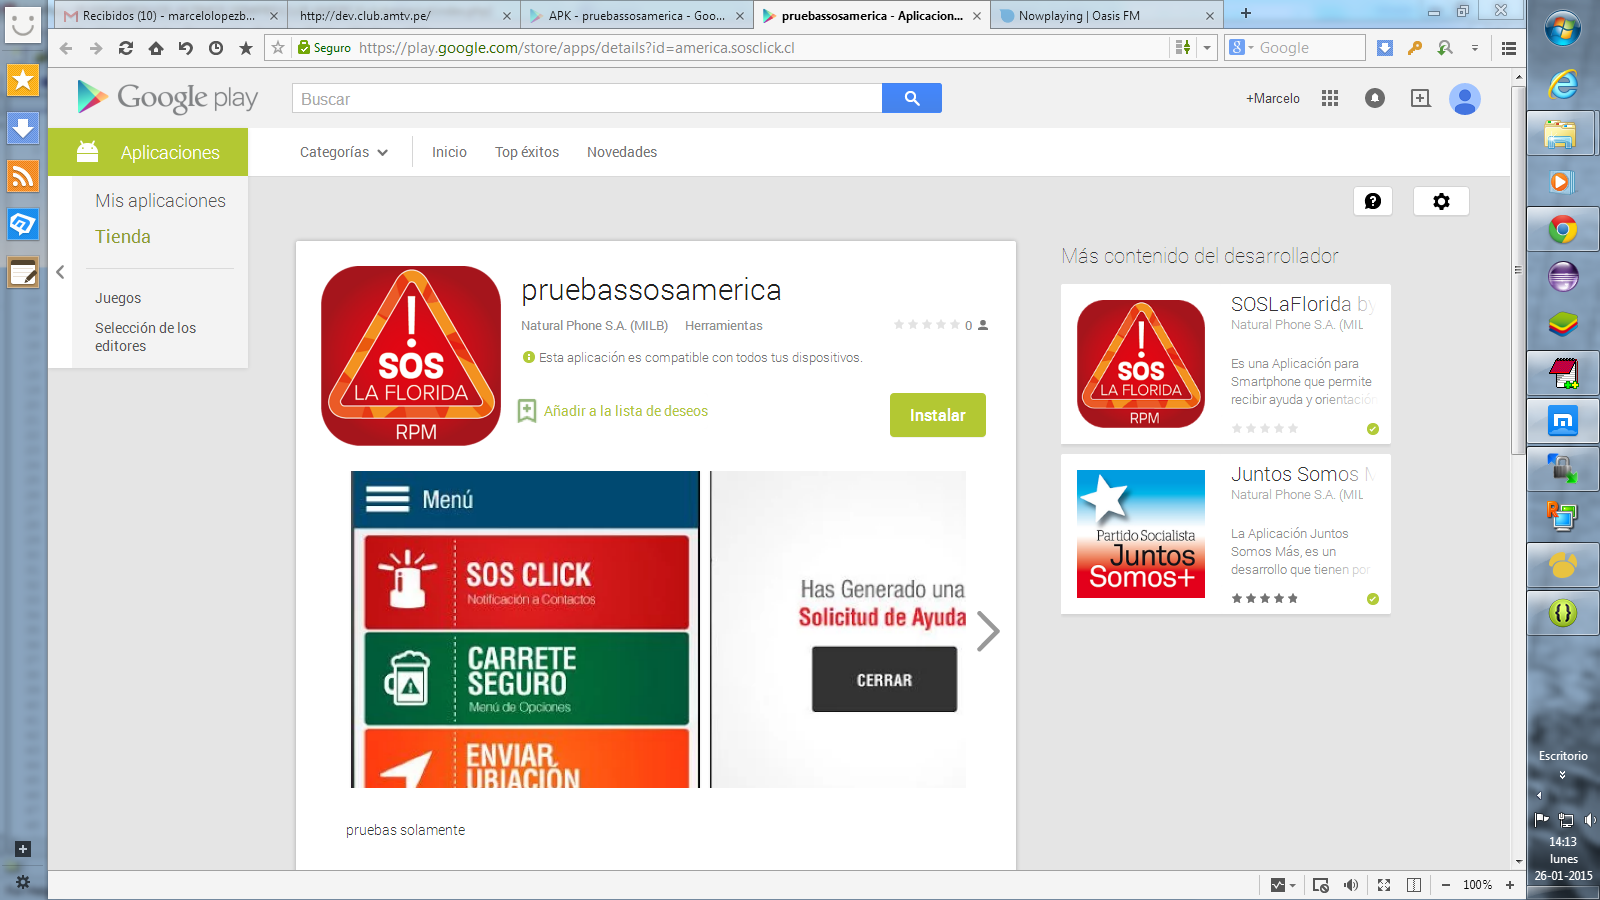 Recibidos (10) - marcelolopezb...
http://dev.club.amtv.pe/
APK - pruebassosamerica - Goo...
pruebassosamerica - Aplicacion...
Nowplaying | Oasis FM
Seguro
https://play.google.com/store/apps/details?id=america.sosclick.cl
Google
Google play
Buscar
+Marcelo
Aplicaciones
Categorías
Inicio
Top éxitos
Novedades
Mis aplicaciones
Tienda
Juegos
Selección de los
editores
SOS
LA FLORIDA
RPM
pruebassosamerica
Natural Phone S.A. (MILB)
Herramientas
0
Esta aplicación es compatible con todos tus dispositivos.
Añadir a la lista de deseos
Instalar
Menú
SOS CLICK
Notificación a Contactos
CARRETE
SEGURO
Menú de Opciones
ENVIAR
UBIACIÓN
Has Generado una
Solicitud de Ayuda
CERRAR
pruebas solamente
Más contenido del desarrollador
SOS
LA FLORIDA
RPM
SOSLaFlorida by
Natural Phone S.A. (MIL
Es una Aplicación para
Smartphone que permite
recibir ayuda y orientación
Partido Socialista
Juntos
Somos+
Juntos Somos M
Natural Phone S.A. (MIL
La Aplicación Juntos
Somos Más, es un
desarrollo que tienen por
Escritorio
14:13
lunes
26-01-2015
100%